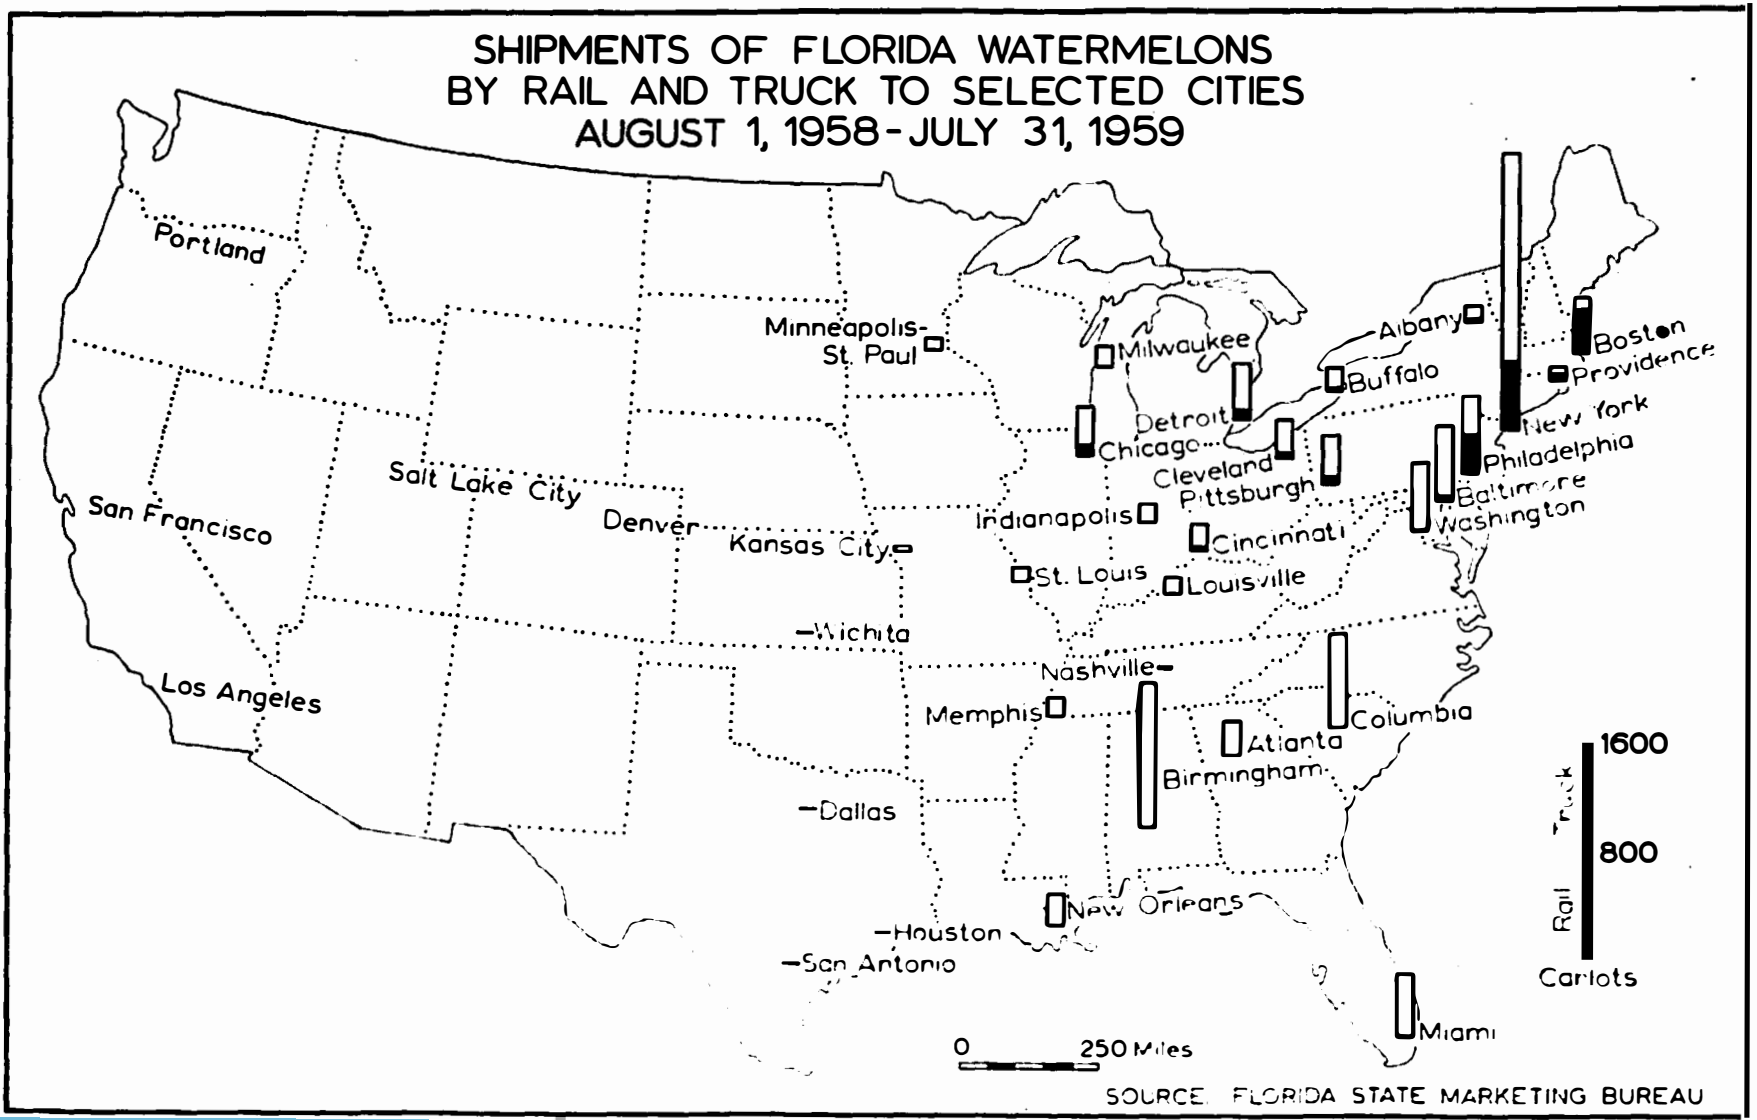 SHIPMENTS OF FLORIDA WATERMELONS
BY RAIL AND TRUCK TO SELECTED CITIES
AUGUST 1, 1958-JULY 31, 1959
Portland
Minneapolis-
St. Paul
Milwaukee
Albany
Boston
Providence
Buffalo
Detroit
New York
Chicago
Cleveland
Philadelphia
Pittsburgh
Baltimore
Washington
Salt Lake City
San Francisco
Denver
Kansas City
Indianapolis
Cincinnati
St. Louis
Louisville
Wichita
Nashville
Los Angeles
Memphis
Columbia
Atlanta
Birmingham
Dallas
New Orleans
Houston
San Antonio
Miami
1600
Truck
800
Rail
Carlots
0 250 Miles
SOURCE: FLORIDA STATE MARKETING BUREAU